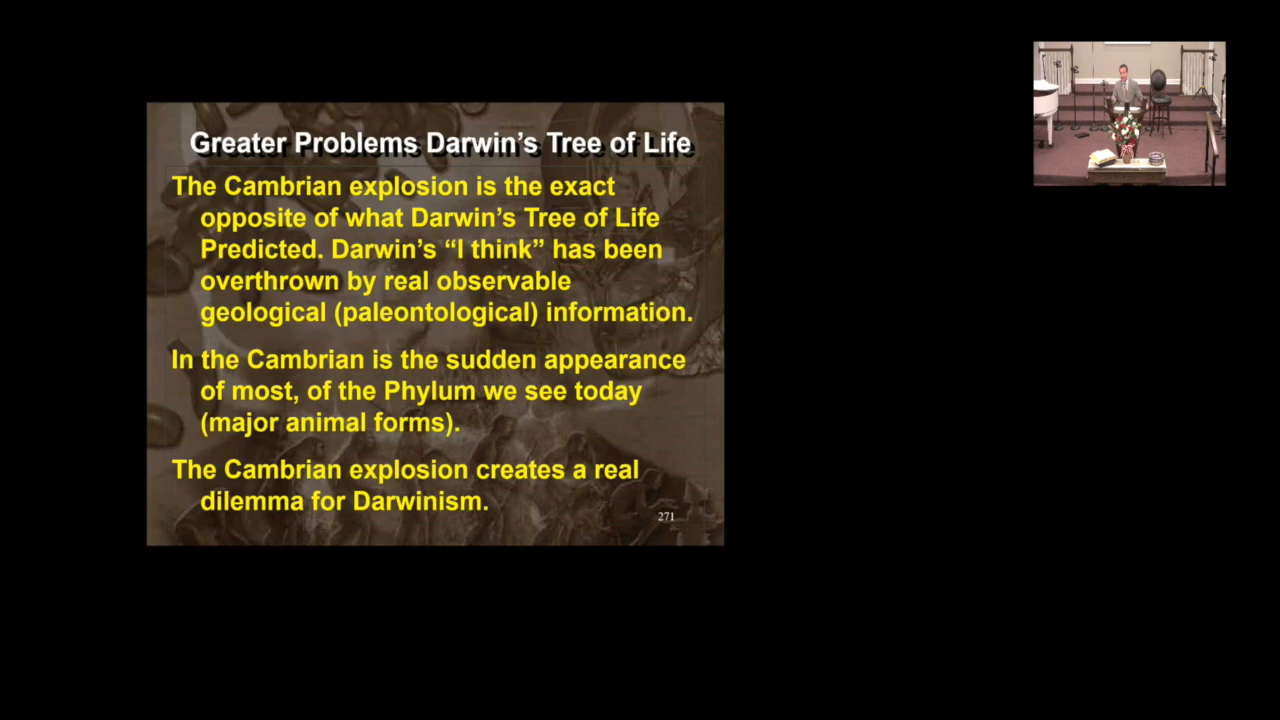 Greater Problems Darwin’s Tree of Life
The Cambrian explosion is the exact
opposite of what Darwin’s Tree of Life
Predicted. Darwin’s “I think” has been
overthrown by real observable
geological (paleontological) information.
In the Cambrian is the sudden appearance
of most, of the Phylum we see today
(major animal forms).
The Cambrian explosion creates a real
dilemma for Darwinism.
271